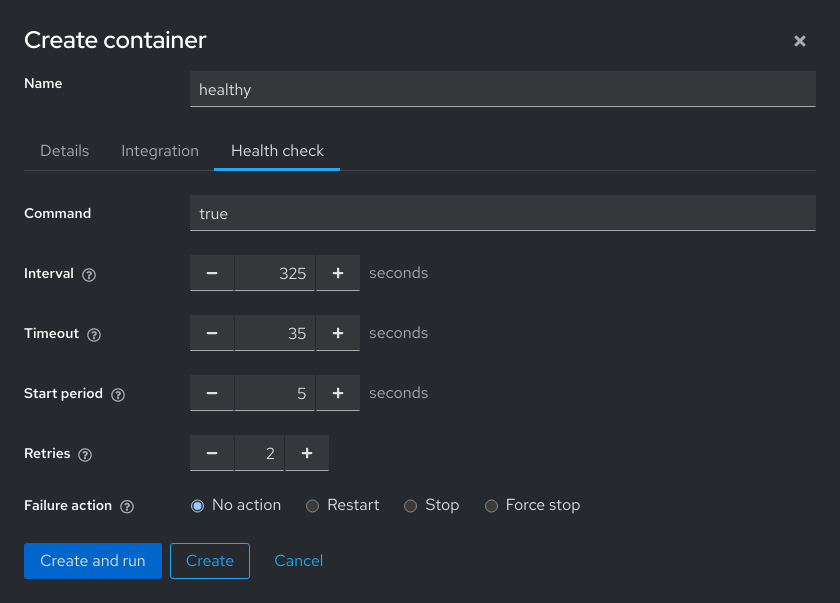 Create container
Name
healthy
Details Integration Health check
Command
true
Interval
325
seconds
Timeout
35
seconds
Start period
5
seconds
Retries
2
Failure action
No action Restart Stop Force stop
Create and run Create Cancel